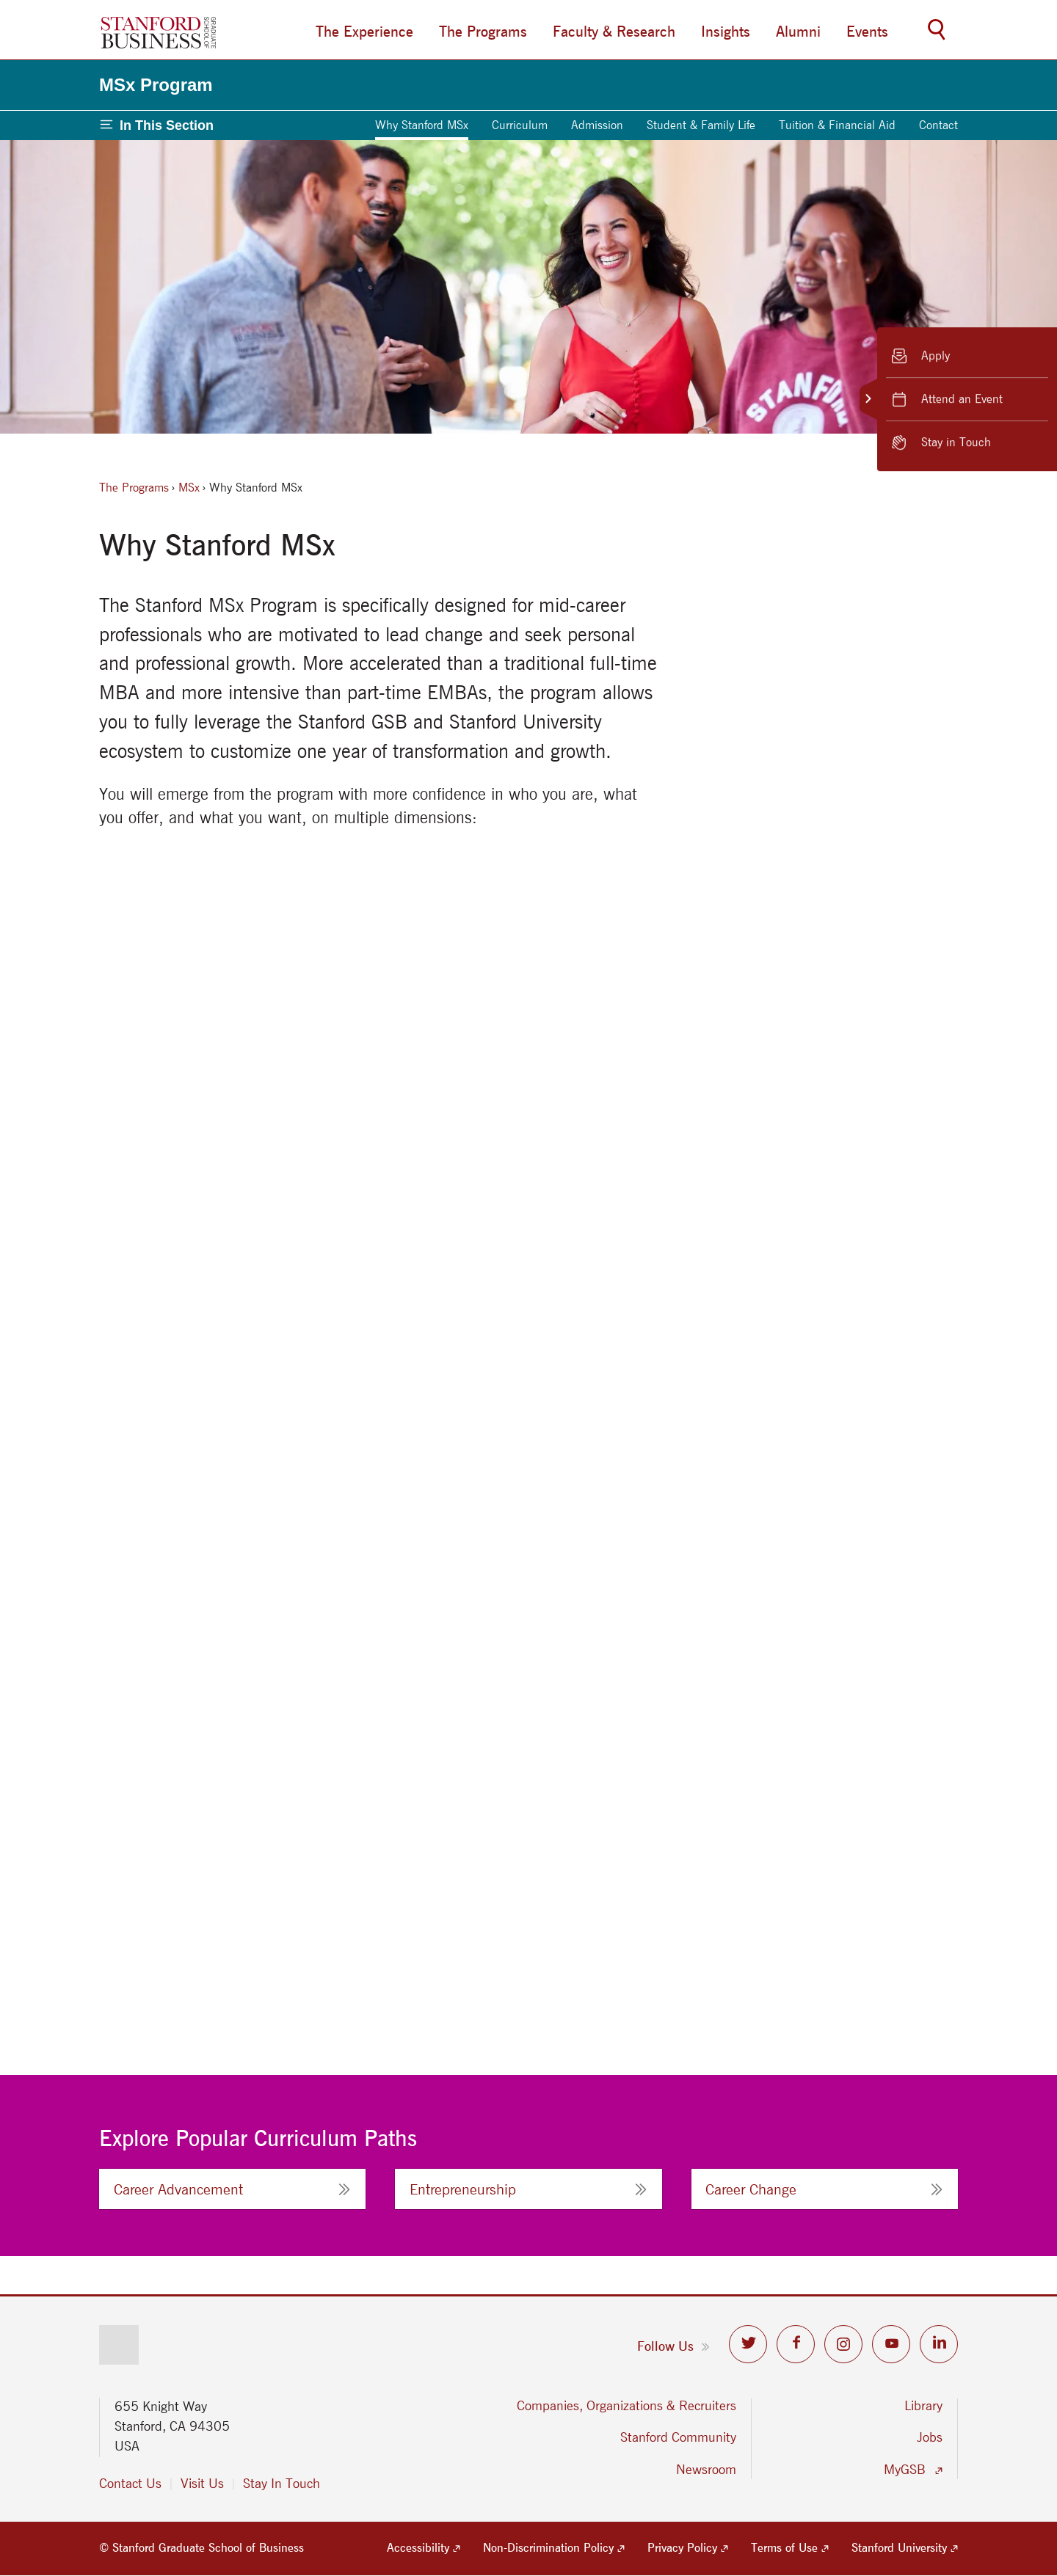 STANFORD
BUSINESS
GRADUATE
SCHOOL OF
The Experience
The Programs
Faculty & Research
Insights
Alumni
Events
MSx Program
In This Section
Why Stanford MSx
Curriculum
Admission
Student & Family Life
Tuition & Financial Aid
Contact
STANFORD
Apply
Attend an Event
Stay in Touch
The Programs › MSx › Why Stanford MSx
Why Stanford MSx
The Stanford MSx Program is specifically designed for mid-career
professionals who are motivated to lead change and seek personal
and professional growth. More accelerated than a traditional full-time
MBA and more intensive than part-time EMBAs, the program allows
you to fully leverage the Stanford GSB and Stanford University
ecosystem to customize one year of transformation and growth.
You will emerge from the program with more confidence in who you are, what
you offer, and what you want, on multiple dimensions:
Explore Popular Curriculum Paths
Career Advancement
Entrepreneurship
Career Change
Follow Us
655 Knight Way
Stanford, CA 94305
USA
Contact Us
Visit Us
Stay In Touch
Companies, Organizations & Recruiters
Stanford Community
Newsroom
Library
Jobs
MyGSB
© Stanford Graduate School of Business
Accessibility
Non-Discrimination Policy
Privacy Policy
Terms of Use
Stanford University